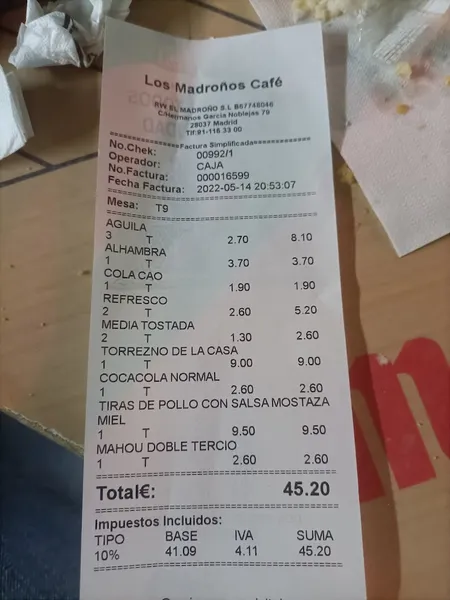 Los Madroños Café
RW EL MADROÑO S.L B67748046
C/Hermanos García Noblejas 79
28037 Madrid
Tlf.91-116 33 00
Factura Simplificada
No.Chek: 00992/1
Operador: CAJA
No.Factura: 000016599
Fecha Factura: 2022-05-14 20:53:07
Mesa: T9
AGUILA
3 T 2.70 8.10
ALHAMBRA
1 T 3.70 3.70
COLA CAO
1 T 1.90 1.90
REFRESCO
2 T 2.60 5.20
MEDIA TOSTADA
2 T 1.30 2.60
TORREZNO DE LA CASA
1 T 9.00 9.00
COCACOLA NORMAL
1 T 2.60 2.60
TIRAS DE POLLO CON SALSA MOSTAZA
MIEL
1 T 9.50 9.50
MAHOU DOBLE TERCIO
1 T 2.60 2.60
Total€: 45.20
Impuestos Incluidos:
TIPO BASE IVA SUMA
10% 41.09 4.11 45.20